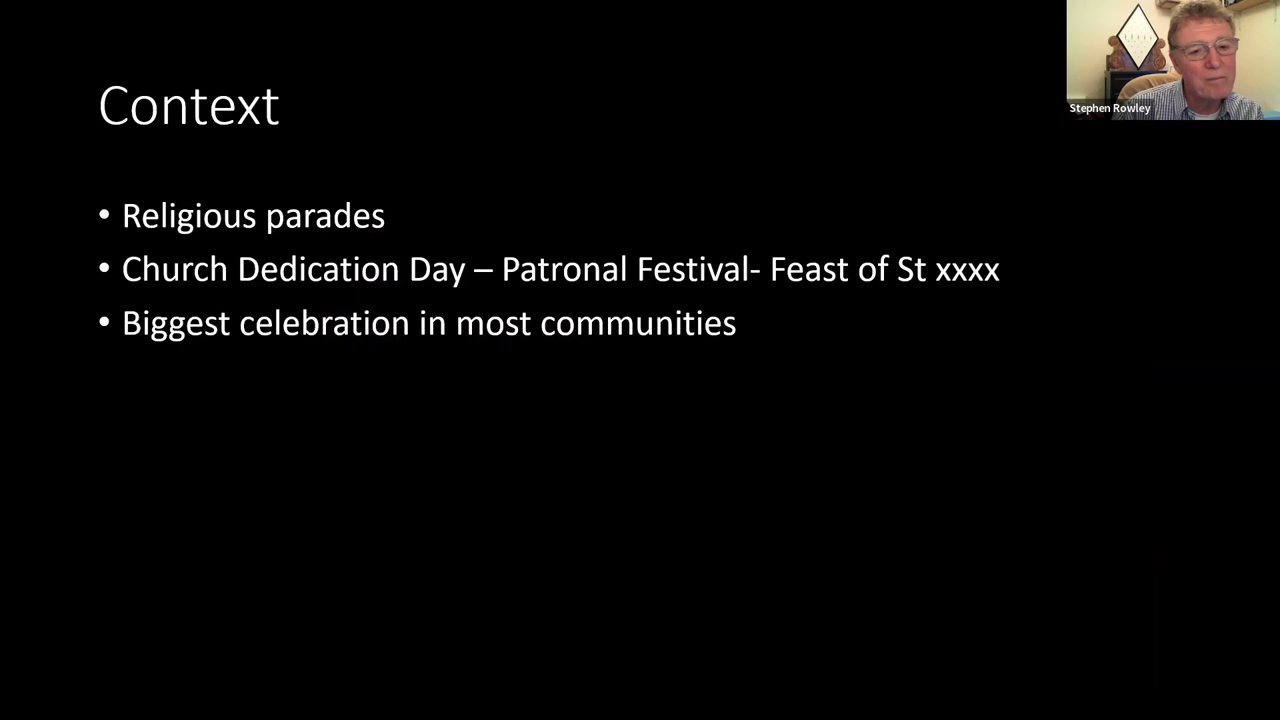 Context
• Religious parades
• Church Dedication Day – Patronal Festival- Feast of St xxxx
• Biggest celebration in most communities
Stephen Rowley